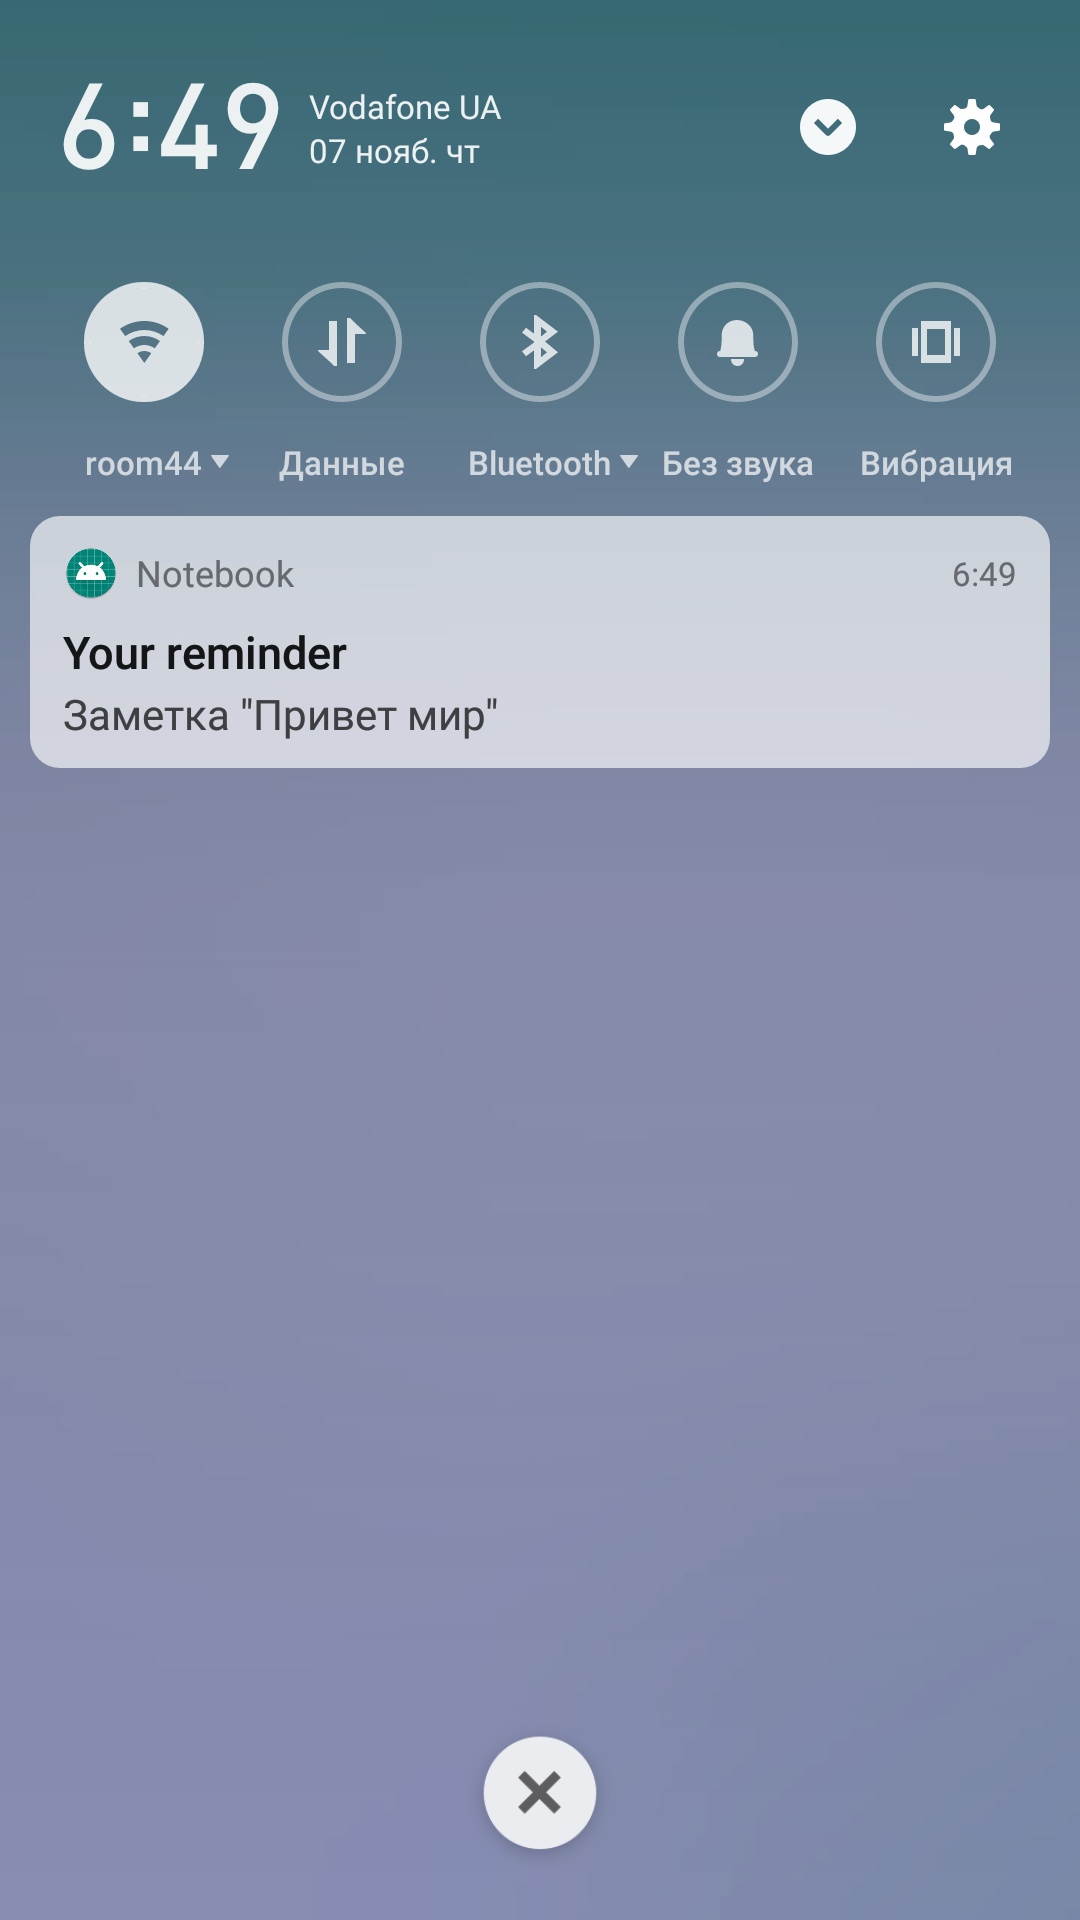 6:49
Vodafone UA
07 нояб. чт
room44
Данные
Bluetooth
Без звука
Вибрация
Notebook
6:49
Your reminder
Заметка "Привет мир"